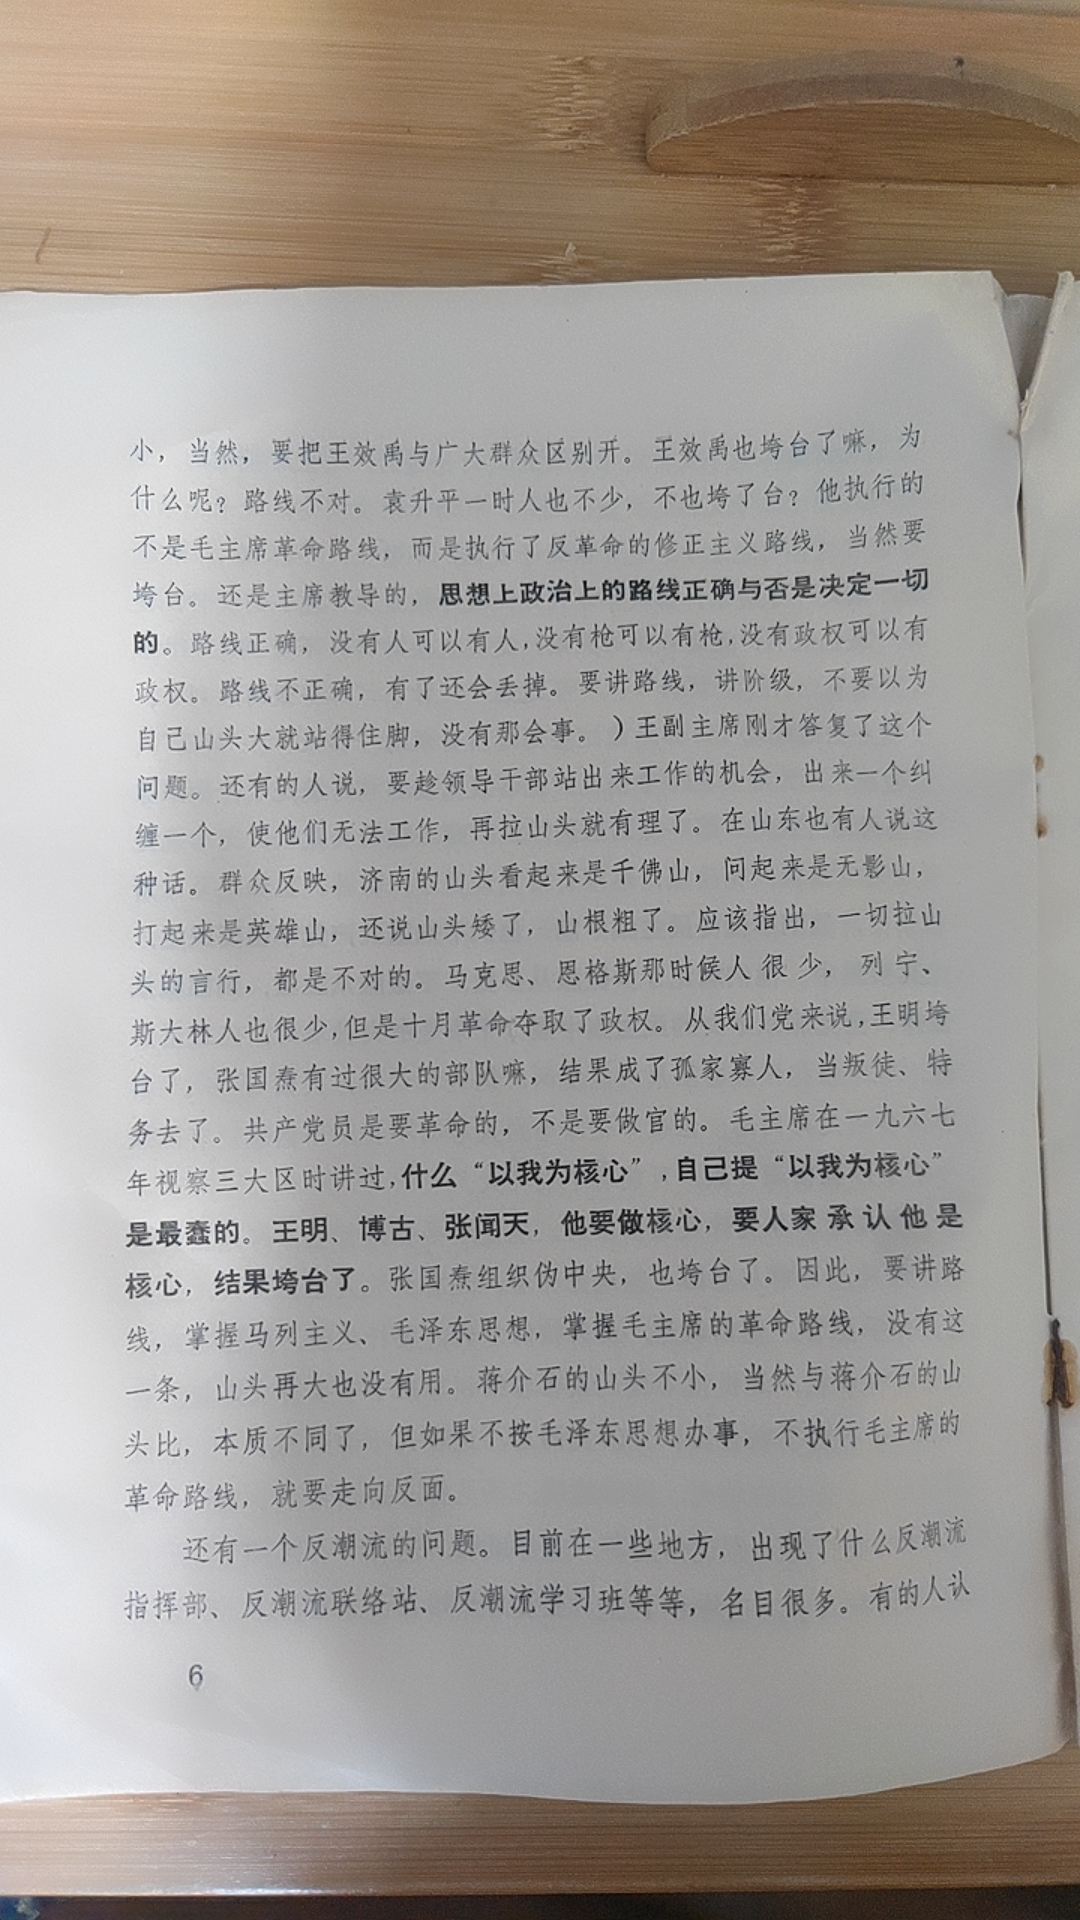 小，当然，要把王效禹与广大群众区别开。王效禹也垮台了嘛，为
什么呢？路线不对。袁升平一时人也不少，不也垮了台？他执行的
不是毛主席革命路线，而是执行了反革命的修正主义路线，当然要
垮台。还是主席教导的，思想上政治上的路线正确与否是决定一切
的。路线正确，没有人可以有人，没有枪可以有枪，没有政权可以有
政权。路线不正确，有了还会丢掉。要讲路线，讲阶级，不要以为
自己山头大就站得住脚，没有那会事。）王副主席刚才答复了这个
问题。还有的人说，要趁领导干部站出来工作的机会，出来一个纠
缠一个，使他们无法工作，再拉山头就有理了。在山东也有人说这
种话。群众反映，济南的山头看起来是千佛山，问起来是无影山，
打起来是英雄山，还说山头矮了，山根粗了。应该指出，一切拉山
头的言行，都是不对的。马克思、恩格斯那时候人很少，列宁、
斯大林人也很少，但是十月革命夺取了政权。从我们党来说，王明垮
台了，张国焘有过很大的部队嘛，结果成了孤家寡人，当叛徒、特
务去了。共产党员是要革命的，不是要做官的。毛主席在一九六七
年视察三大区时讲过，什么“以我为核心”，自己提“以我为核心”
是最蠢的。王明、博古、张闻天，他要做核心，要人家承认他是
核心，结果垮台了。张国焘组织伪中央，也垮台了。因此，要讲路
线，掌握马列主义、毛泽东思想，掌握毛主席的革命路线，没有这
一条，山头再大也没有用。蒋介石的山头不小，当然与蒋介石的山
头比，本质不同了，但如果不按毛泽东思想办事，不执行毛主席的
革命路线，就要走向反面。
还有一个反潮流的问题。目前在一些地方，出现了什么反潮流
指挥部、反潮流联络站、反潮流学习班等等，名目很多。有的人认
6